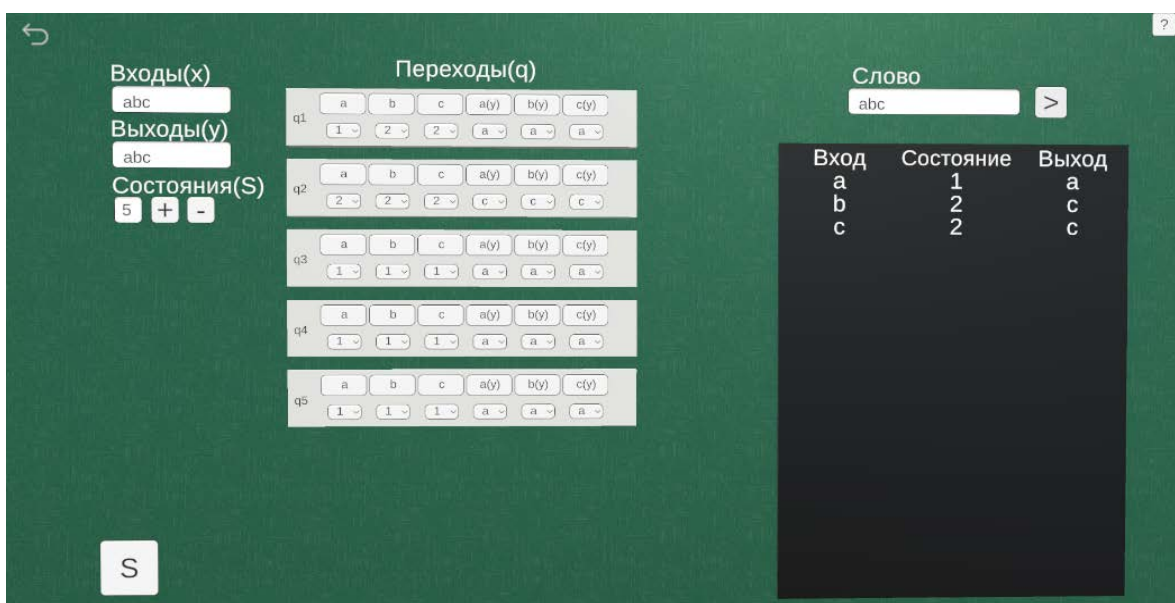 ?
Входы(x)
abc
Выходы(y)
abc
Состояния(S)
5 + -
Переходы(q)
a b c a(y) b(y) c(y)
q1
1 2 2 a a a
a b c a(y) b(y) c(y)
q2
2 2 2 c c c
a b c a(y) b(y) c(y)
q3
1 1 1 a a a
a b c a(y) b(y) c(y)
q4
1 1 1 a a a
a b c a(y) b(y) c(y)
q5
1 1 1 a a a
Слово
abc >
Вход Состояние Выход
a 1 a
b 2 c
c 2 c
S